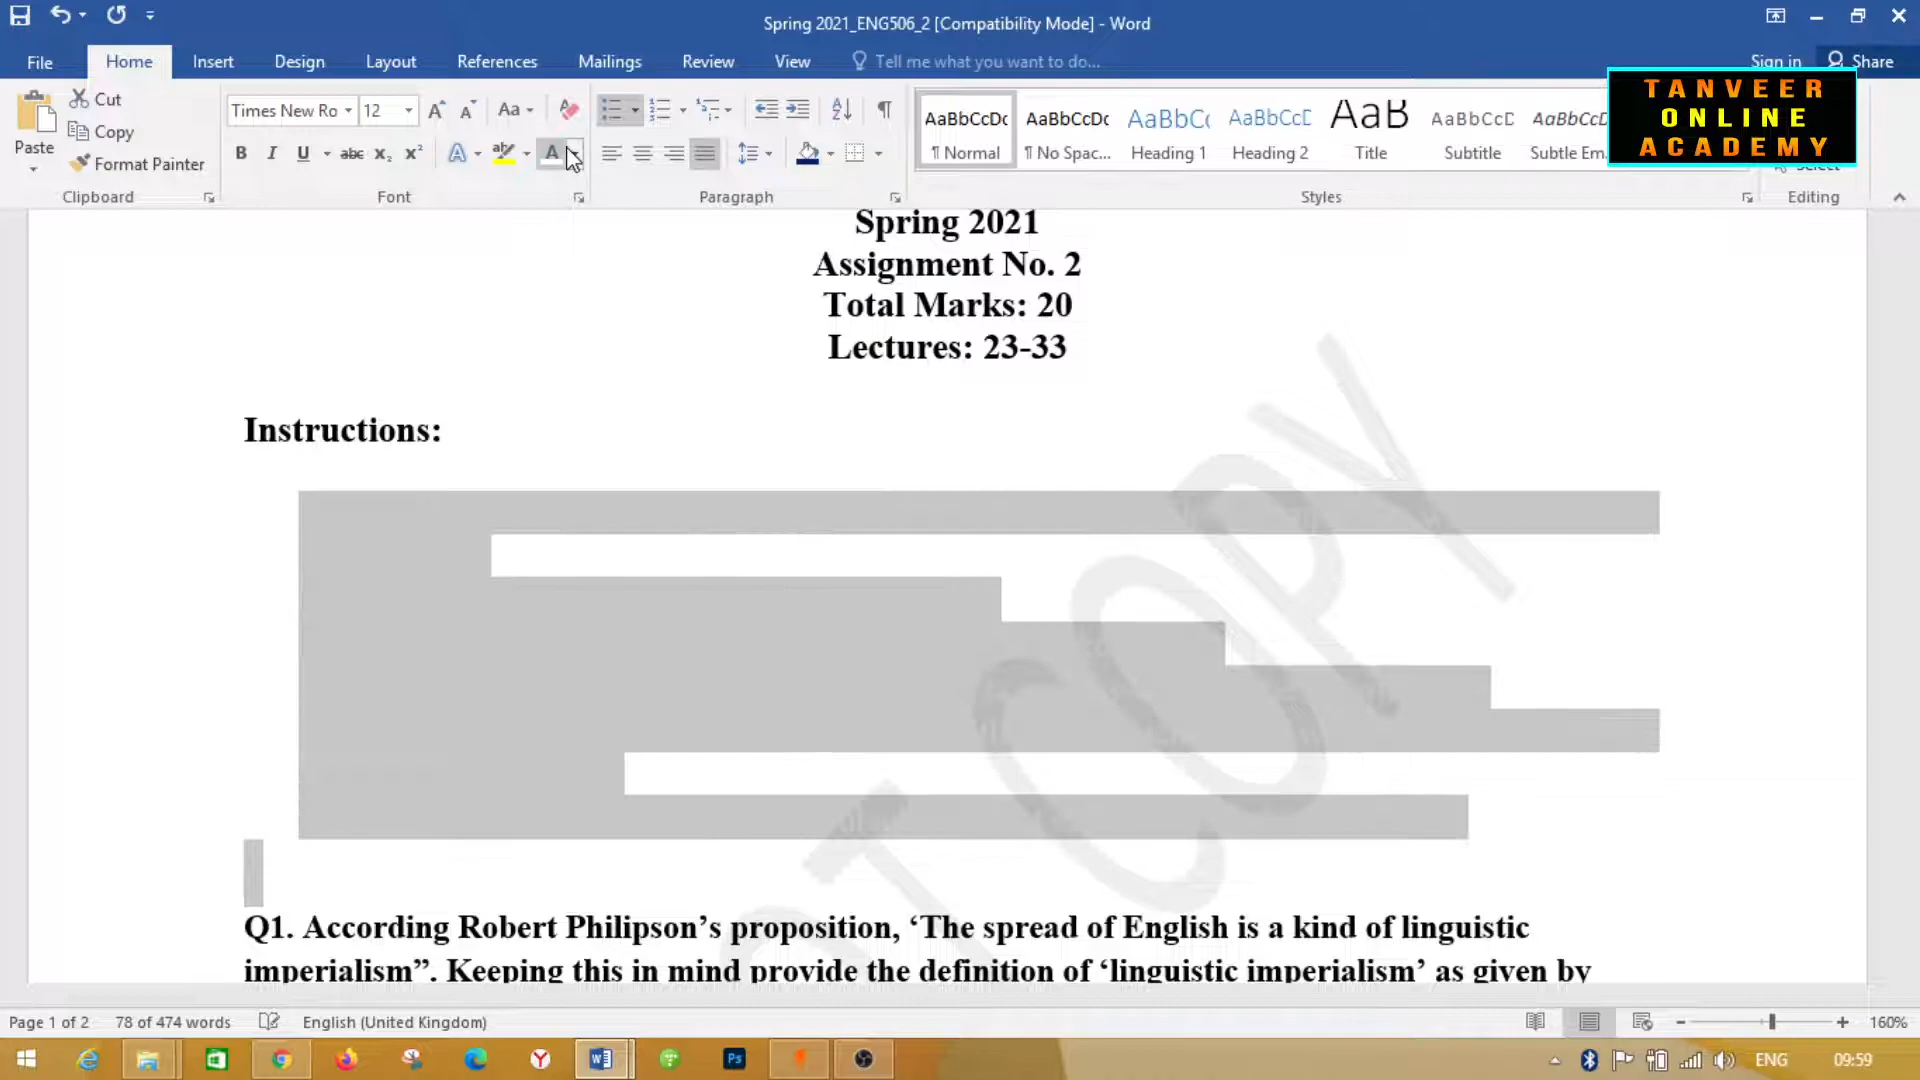 Spring 2021_ENG506_2 [Compatibility Mode] - Word
File Home Insert Design Layout References Mailings Review View Tell me what you want to do... Sign in Share
TANVEER
ONLINE
ACADEMY
Paste
Cut
Copy
Format Painter
Times New Ro 12
AaBbCcDc AaBbCcDc AaBbC( AaBbCcD AaB AaBbCcD AaBbCcD
¶ Normal ¶ No Spac... Heading 1 Heading 2 Title Subtitle Subtle Em... Select
Clipboard Font Paragraph Styles Editing
Spring 2021
Assignment No. 2
Total Marks: 20
Lectures: 23-33
Instructions:
Q1. According Robert Philipson’s proposition, ‘The spread of English is a kind of linguistic
imperialism”. Keeping this in mind provide the definition of ‘linguistic imperialism’ as given by
COPY
Page 1 of 2 78 of 474 words English (United Kingdom) 160%
ENG 09:59